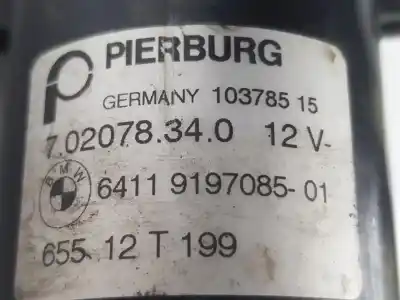 PIERBURG
GERMANY 103785 15
7.02078.34.0 12 V-
BMW 6411 9197085-01
655 12 T 199